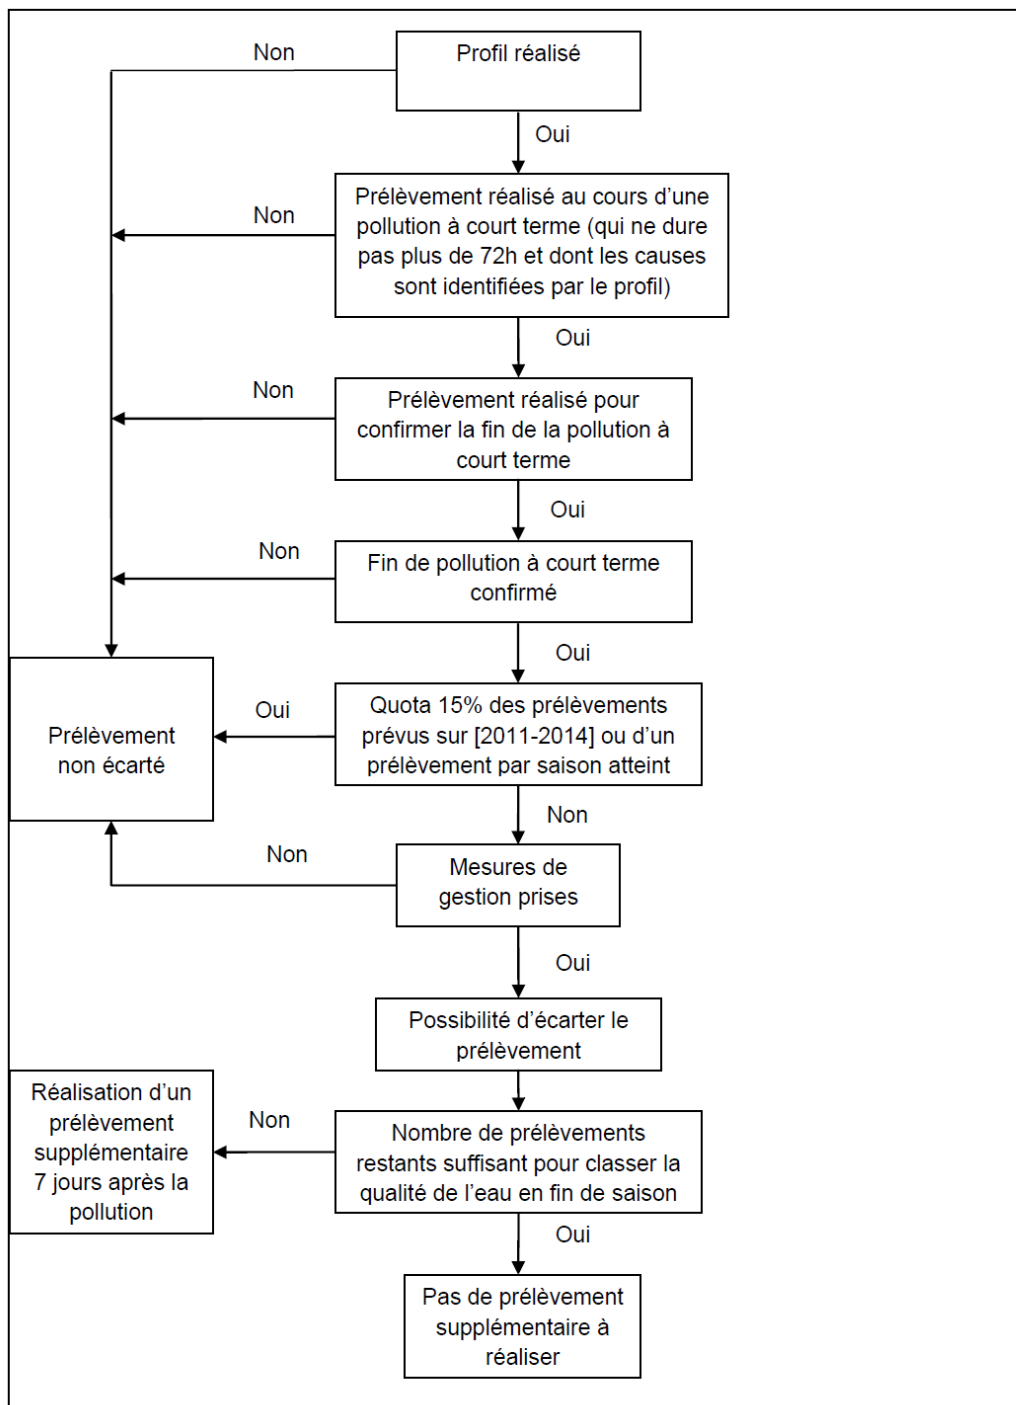 Non
Profil réalisé
Oui
Prélèvement réalisé au cours d’une
pollution à court terme (qui ne dure
pas plus de 72h et dont les causes
sont identifiées par le profil)
Non
Oui
Prélèvement réalisé pour
confirmer la fin de la pollution à
court terme
Non
Oui
Fin de pollution à court terme
confirmé
Non
Oui
Quota 15% des prélèvements
prévus sur [2011-2014] ou d’un
prélèvement par saison atteint
Oui
Prélèvement
non écarté
Non
Mesures de
gestion prises
Non
Oui
Possibilité d’écarter le
prélèvement
Nombre de prélèvements
restants suffisant pour classer la
qualité de l’eau en fin de saison
Non
Réalisation d’un
prélèvement
supplémentaire
7 jours après la
pollution
Oui
Pas de prélèvement
supplémentaire à
réaliser